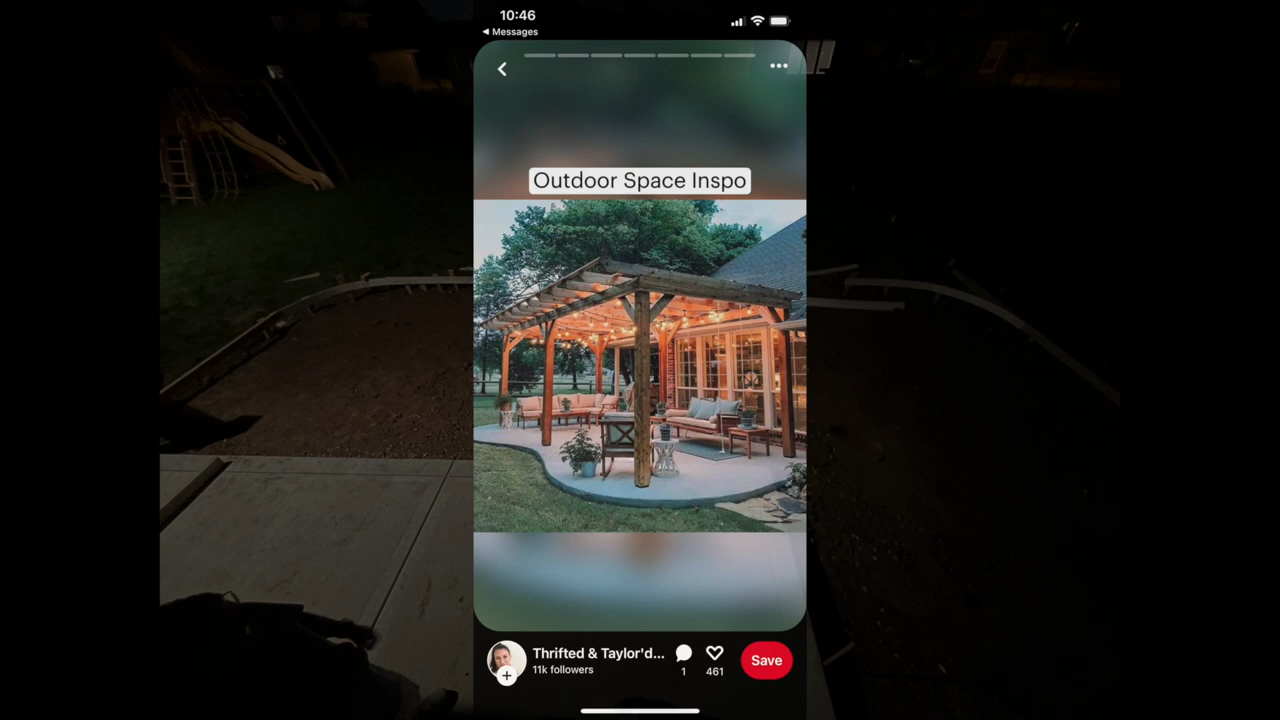 10:46
◀ Messages
Outdoor Space Inspo
Thrifted & Taylor'd...
11k followers
1
461
Save